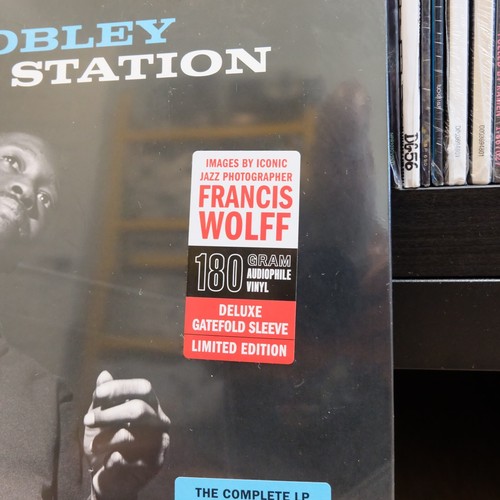 OBLEY
STATION
IMAGES BY ICONIC
JAZZ PHOTOGRAPHER
FRANCIS
WOLFF
180 GRAM
AUDIOPHILE
VINYL
DELUXE
GATEFOLD SLEEVE
LIMITED EDITION
THE COMPLETE LP